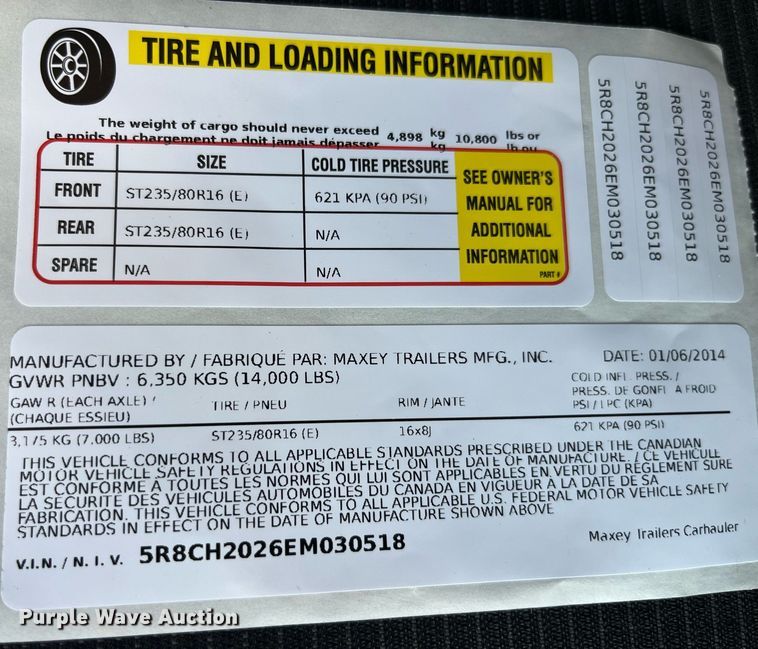 TIRE AND LOADING INFORMATION
The weight of cargo should never exceed 4,898 kg 10,800 lbs or
Le poids du chargement ne doit jamais dépasser kg lb ou
TIRE SIZE COLD TIRE PRESSURE
FRONT ST235/80R16 (E) 621 KPA (90 PSI)
REAR ST235/80R16 (E) N/A
SPARE N/A N/A
SEE OWNER'S
MANUAL FOR
ADDITIONAL
INFORMATION
PART #
5R8CH2026EM030518
5R8CH2026EM030518
5R8CH2026EM030518
5R8CH2026EM030518
MANUFACTURED BY / FABRIQUÉ PAR: MAXEY TRAILERS MFG., INC. DATE: 01/06/2014
GVWR PNBV : 6,350 KGS (14,000 LBS)
GAW R (EACH AXLE) / TIRE / PNEU RIM / JANTE COLD INFL. PRESS. /
(CHAQUE ESSIEU) PRESS. DE GONFL A FROID
PSI / LPC (KPA)
3,175 KG (7.000 LBS) ST235/80R16 (E) 16x8J 621 KPA (90 PSI)
THIS VEHICLE CONFORMS TO ALL APPLICABLE STANDARDS PRESCRIBED UNDER THE CANADIAN
MOTOR VEHICLE SAFETY REGULATIONS IN EFFECT ON THE DATE OF MANUFACTURE. / CE VEHICULE
EST CONFORME A TOUTES LES NORMES QUI LUI SONT APPLICABLES EN VERTU DU RÈGLEMENT SURE
LA SECURITE DES VEHICULES AUTOMOBILES DU CANADA EN VIGUEUR A LA DATE DE SA
FABRICATION. THIS VEHICLE CONFORMS TO ALL APPLICABLE U.S. FEDERAL MOTOR VEHICLE SAFETY
STANDARDS IN EFFECT ON THE DATE OF MANUFACTURE SHOWN ABOVE
V.I.N. / N. I. V. 5R8CH2026EM030518 Maxey Trailers Carhauler
Purple Wave Auction